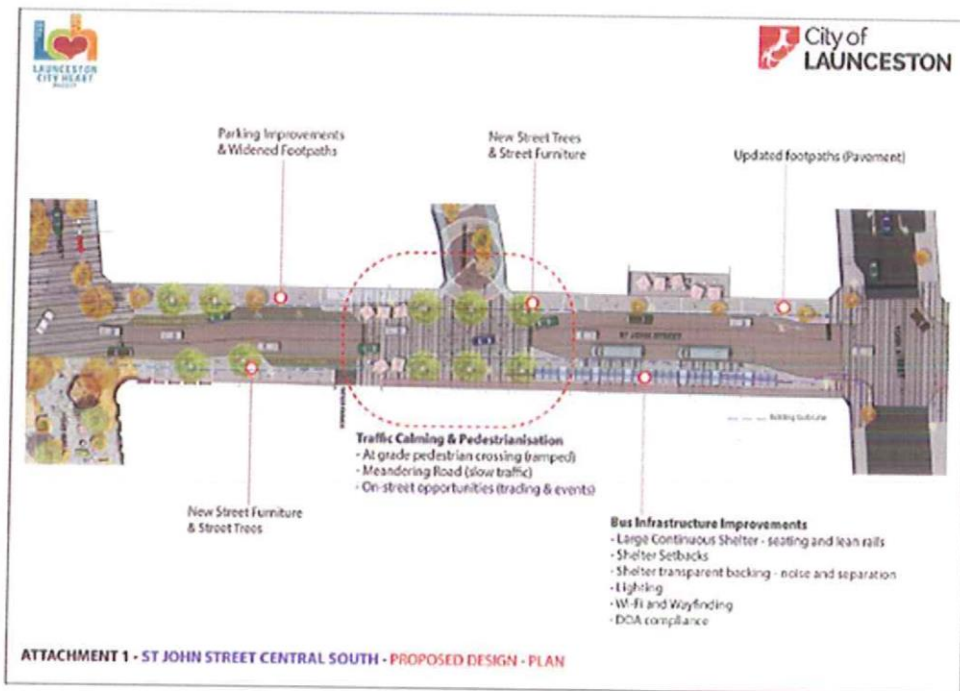 LAUNCESTON
CITY HEART
City of
LAUNCESTON
Parking Improvements
& Widened Footpaths
New Street Trees
& Street Furniture
Updated footpaths (Pavement)
ST JOHN STREET
YORK STREET
Traffic Calming & Pedestrianisation
- At grade pedestrian crossing (ramped)
- Meandering Road (slow traffic)
- On-street opportunities (trading & events)
New Street Furniture
& Street Trees
Bus Infrastructure Improvements
- Large Continuous Shelter - seating and lean rails
- Shelter Setbacks
- Shelter transparent backing - noise and separation
- Lighting
- Wi-Fi and Wayfinding
- DDA compliance
ATTACHMENT 1 - ST JOHN STREET CENTRAL SOUTH - PROPOSED DESIGN - PLAN